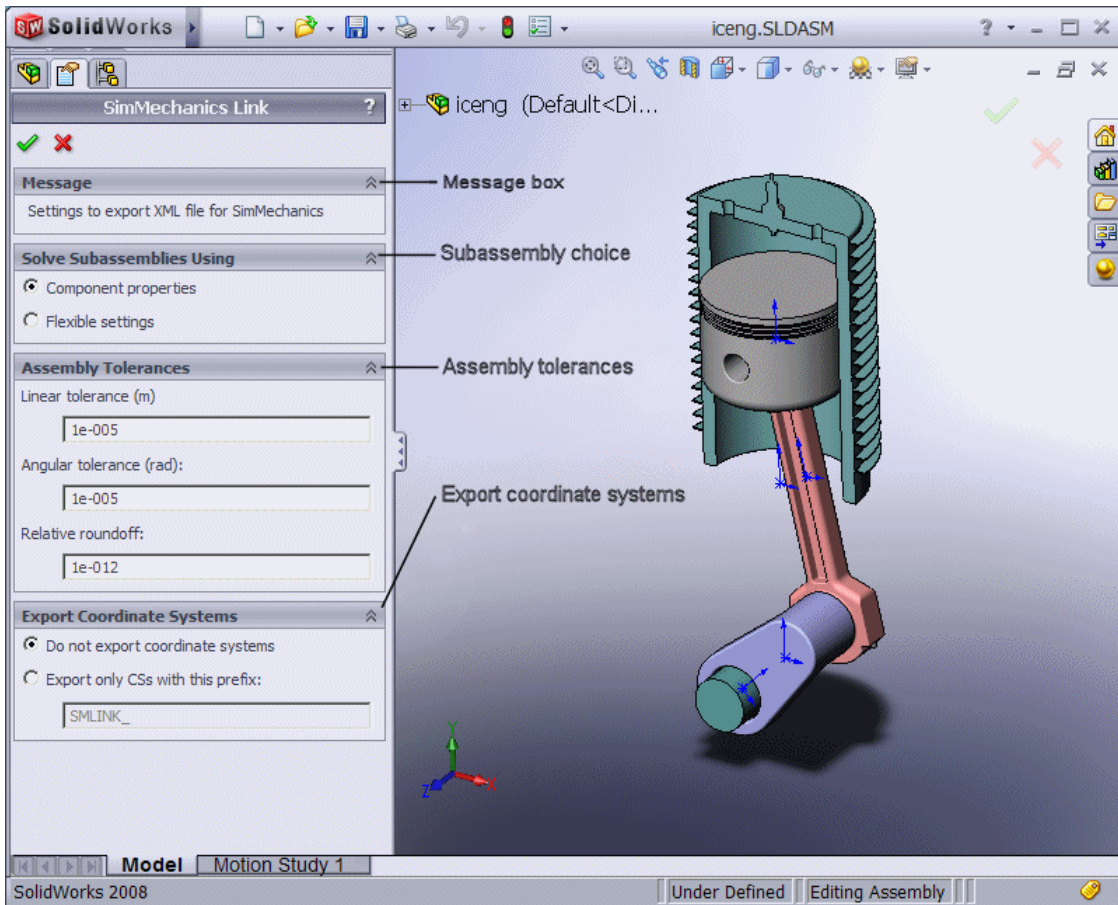 SolidWorks
iceng.SLDASM
?
SimMechanics Link ?
iceng (Default<Di...
Message
Message box
Settings to export XML file for SimMechanics
Solve Subassemblies Using
Subassembly choice
Component properties
Flexible settings
Assembly Tolerances
Assembly tolerances
Linear tolerance (m)
1e-005
Angular tolerance (rad):
1e-005
Export coordinate systems
Relative roundoff:
1e-012
Export Coordinate Systems
Do not export coordinate systems
Export only CSs with this prefix:
SMLINK_
Y
X
Z
Model Motion Study 1
SolidWorks 2008 Under Defined Editing Assembly